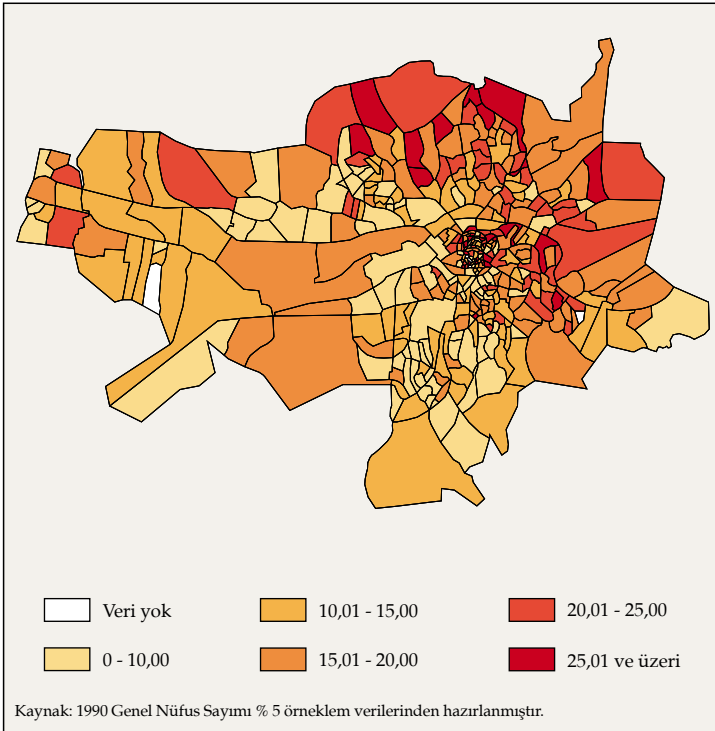 Veri yok
10,01 - 15,00
20,01 - 25,00
0 - 10,00
15,01 - 20,00
25,01 ve üzeri
Kaynak: 1990 Genel Nüfus Sayımı % 5 örneklem verilerinden hazırlanmıştır.